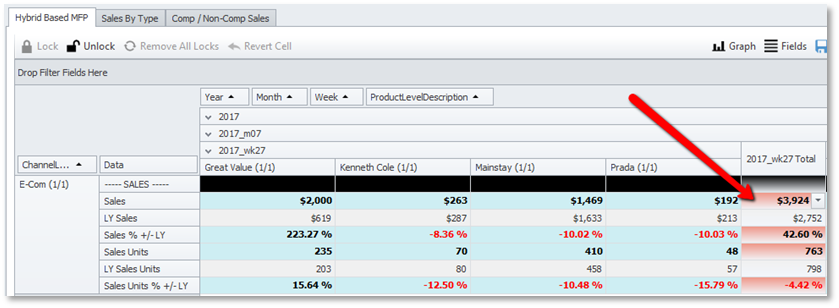 Hybrid Based MFP Sales By Type Comp / Non-Comp Sales
Lock Unlock Remove All Locks Revert Cell Graph Fields
Drop Filter Fields Here
Year Month Week ProductLevelDescription
2017
2017_m07
2017_wk27 2017_wk27 Total
ChannelL... Data Great Value (1/1) Kenneth Cole (1/1) Mainstay (1/1) Prada (1/1)
E-Com (1/1) ----- SALES -----
Sales $2,000 $263 $1,469 $192 $3,924
LY Sales $619 $287 $1,633 $213 $2,752
Sales % +/- LY 223.27 % -8.36 % -10.02 % -10.03 % 42.60 %
Sales Units 235 70 410 48 763
LY Sales Units 203 80 458 57 798
Sales Units % +/- LY 15.64 % -12.50 % -10.48 % -15.79 % -4.42 %